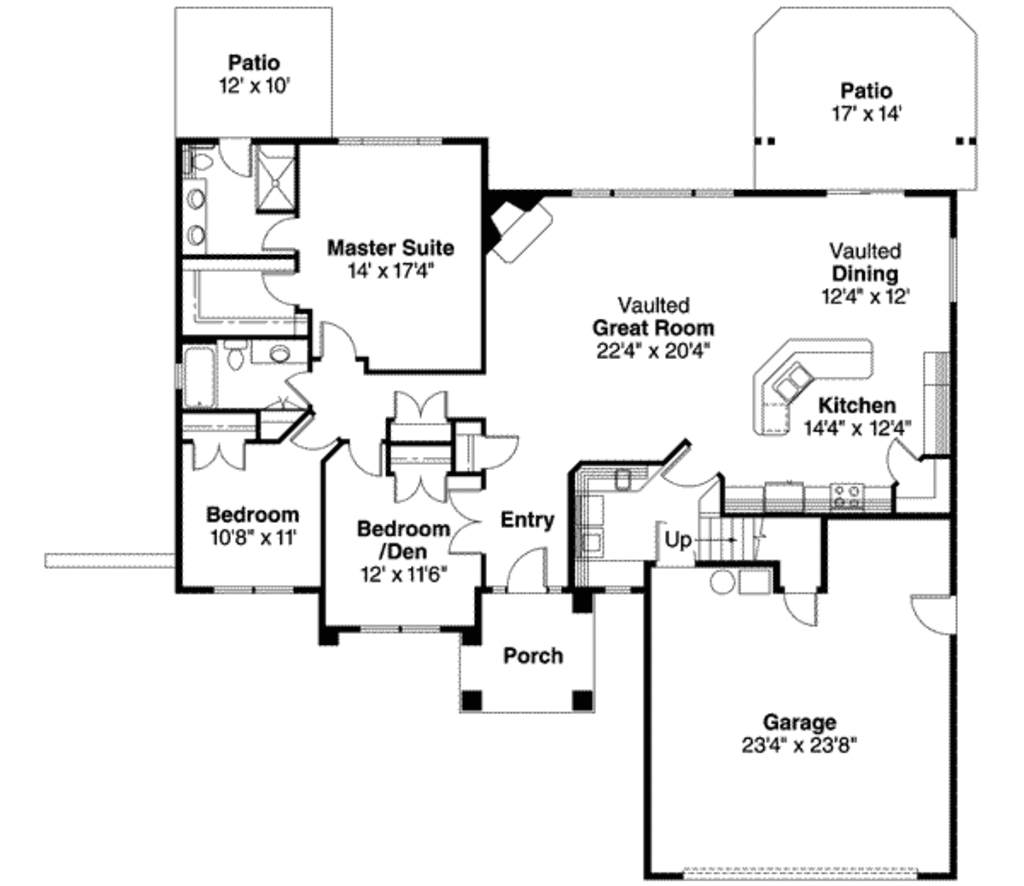 Patio
12' x 10'
Patio
17' x 14'
Master Suite
14' x 17'4"
Vaulted
Dining
12'4" x 12'
Vaulted
Great Room
22'4" x 20'4"
Kitchen
14'4" x 12'4"
Bedroom
10'8" x 11'
Bedroom
/Den
12' x 11'6"
Entry
Up
Porch
Garage
23'4" x 23'8"